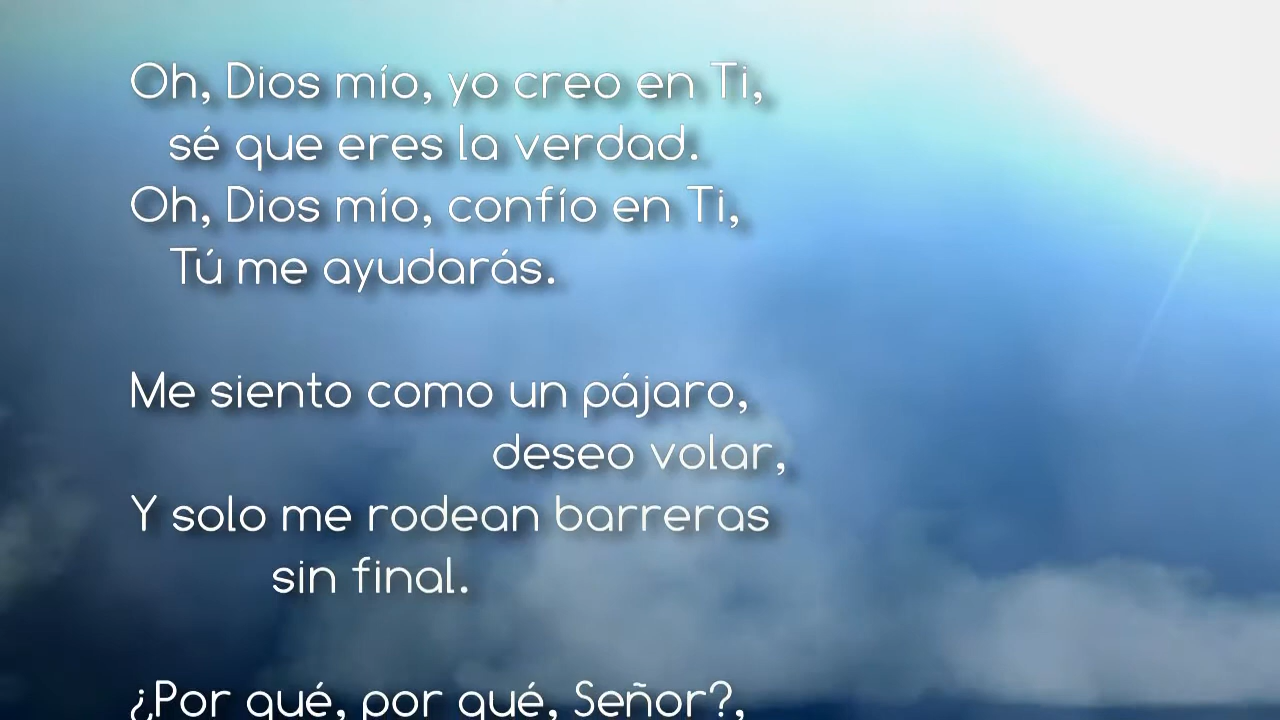 Oh, Dios mío, yo creo en Ti,
sé que eres la verdad.
Oh, Dios mío, confío en Ti,
Tú me ayudarás.
Me siento como un pájaro,
deseo volar,
Y solo me rodean barreras
sin final.
¿Por qué, por qué, Señor?,